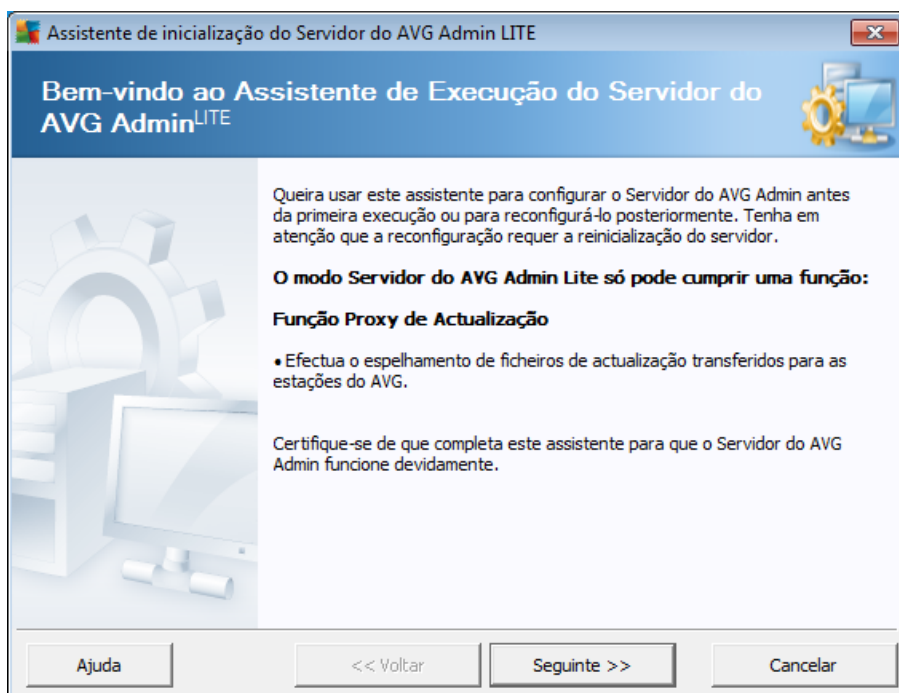 Assistente de inicialização do Servidor do AVG Admin LITE
Bem-vindo ao Assistente de Execução do Servidor do
AVG Admin LITE
Queira usar este assistente para configurar o Servidor do AVG Admin antes
da primeira execução ou para reconfigurá-lo posteriormente. Tenha em
atenção que a reconfiguração requer a reinicialização do servidor.
O modo Servidor do AVG Admin Lite só pode cumprir uma função:
Função Proxy de Actualização
• Efectua o espelhamento de ficheiros de actualização transferidos para as
estações do AVG.
Certifique-se de que completa este assistente para que o Servidor do AVG
Admin funcione devidamente.
Ajuda
<< Voltar
Seguinte >>
Cancelar